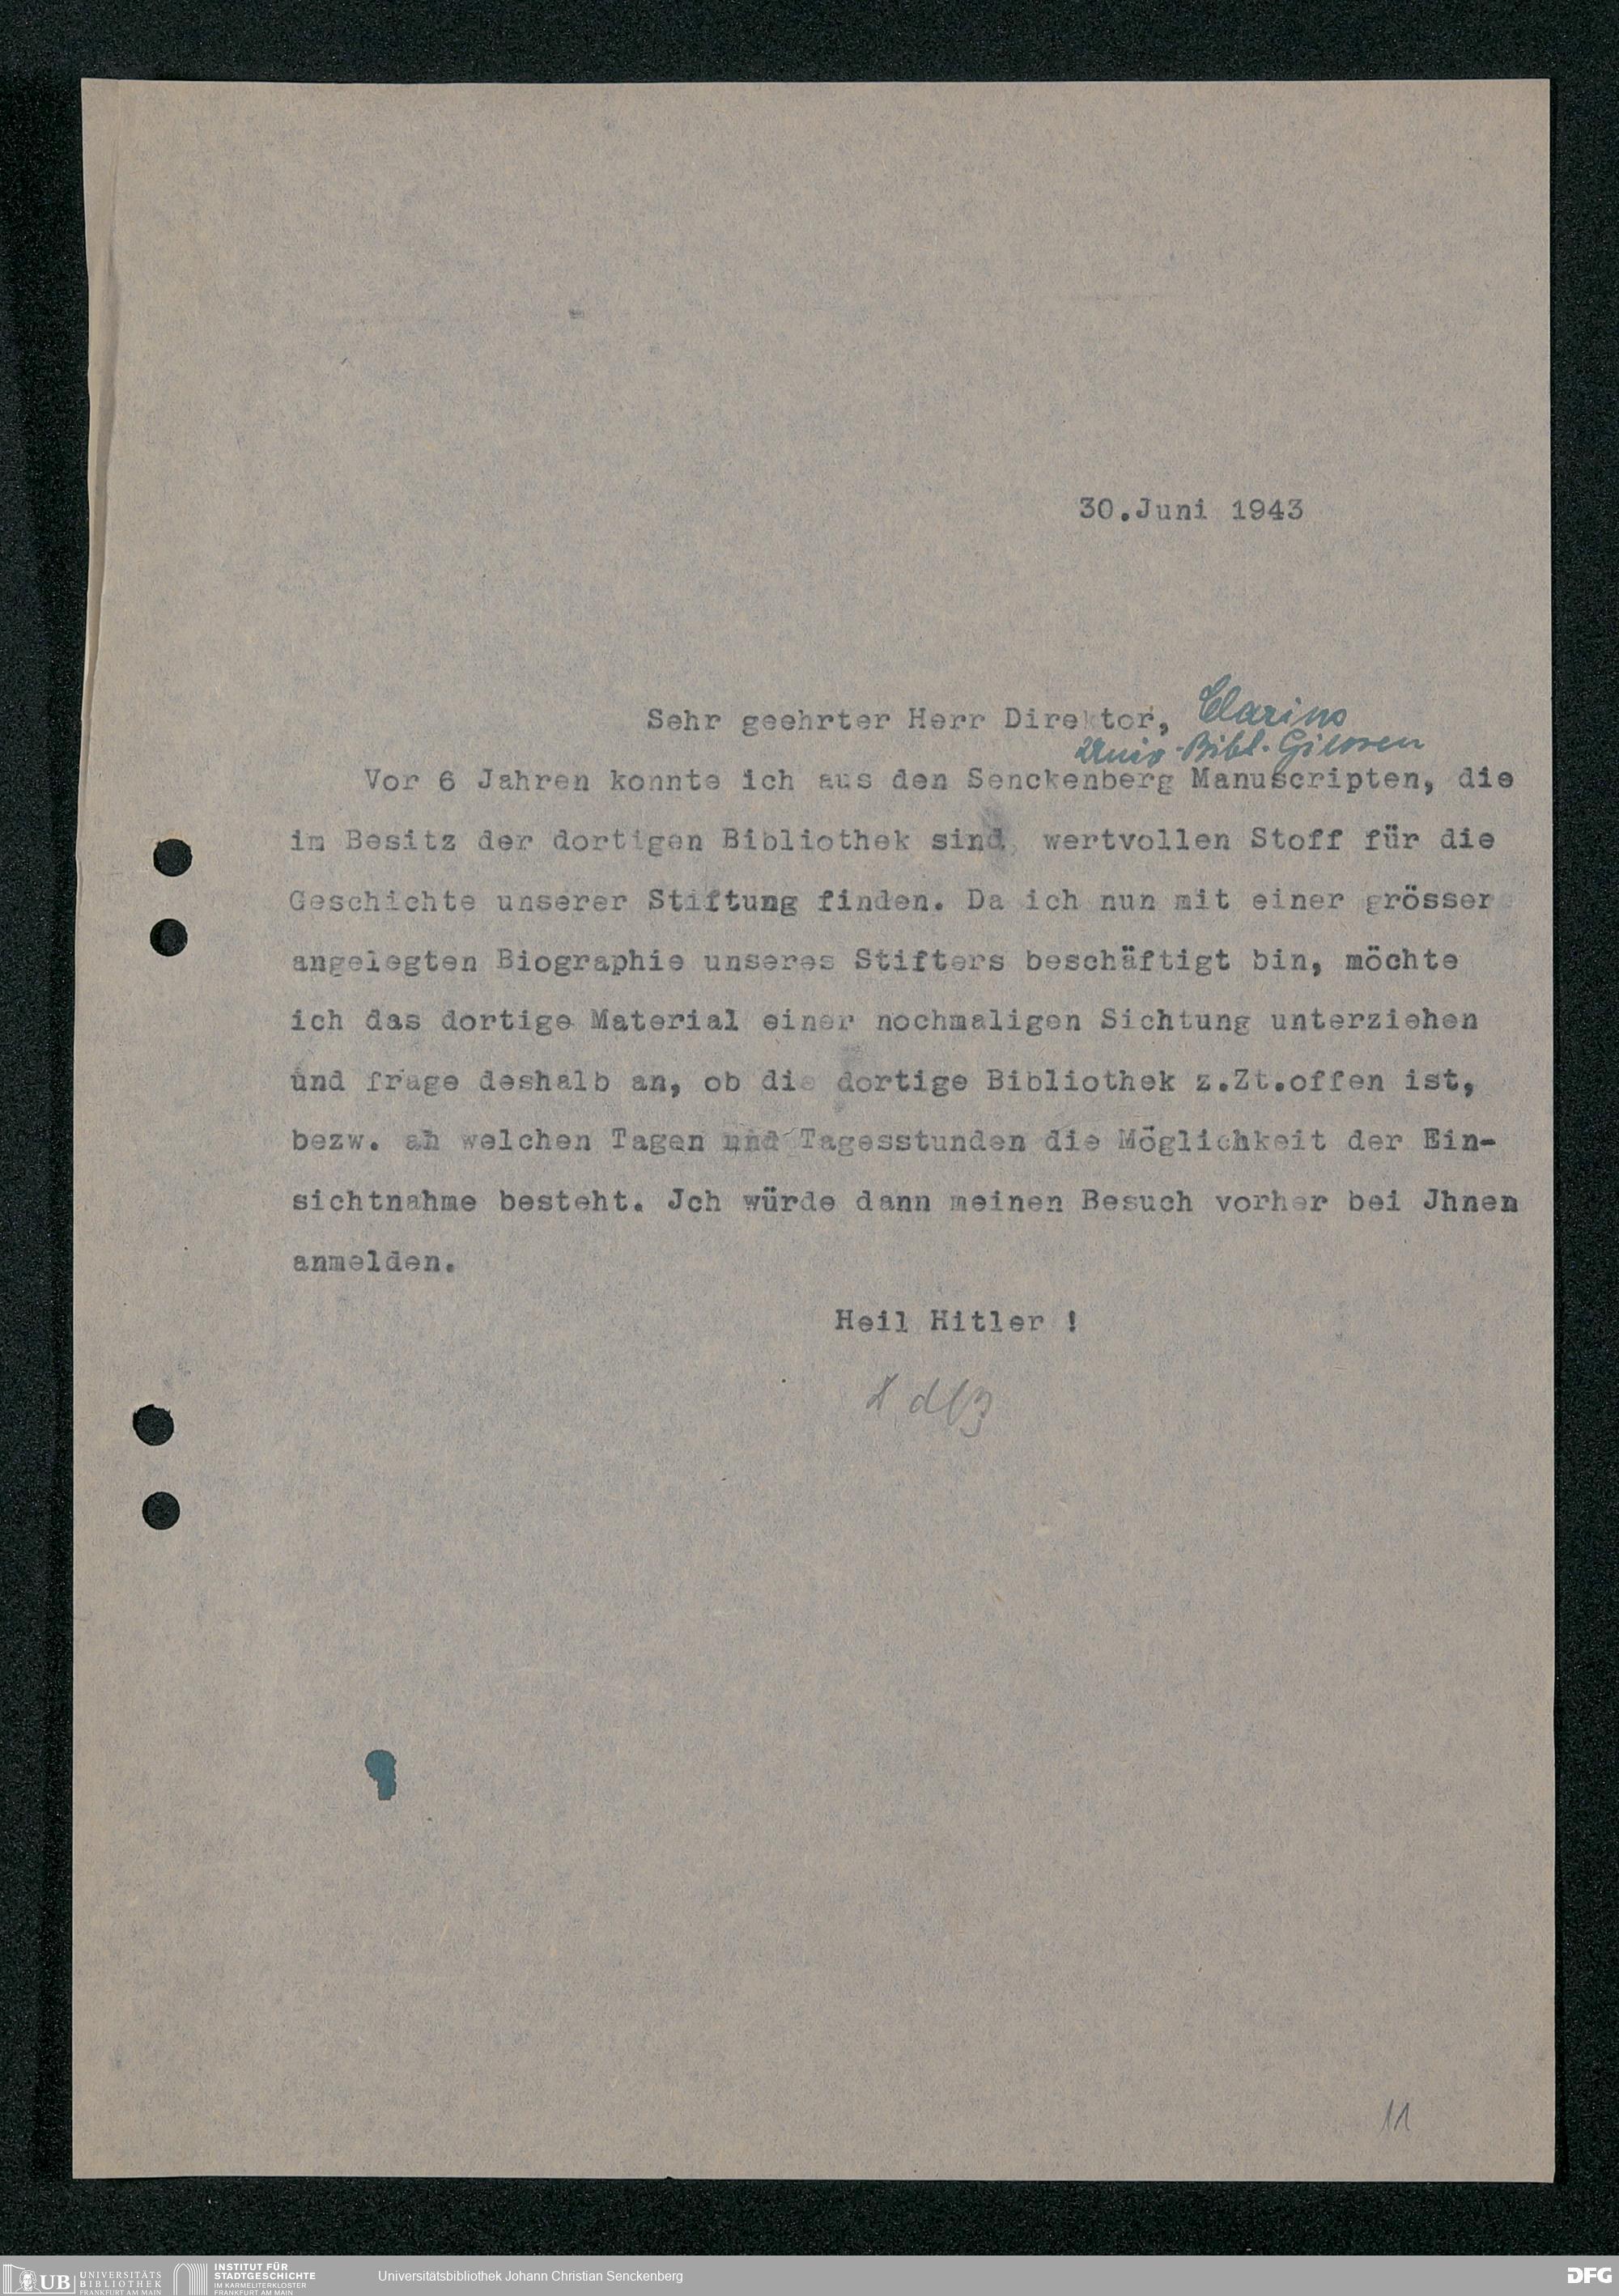 30.Juni 1943
Sehr geehrter Herr Direktor, Clarins
Univ-Bibl. Giessen
Vor 6 Jahren konnte ich aus den Senckenberg Manuscripten, die
im Besitz der dortigen Bibliothek sind, wertvollen Stoff für die
Geschichte unserer Stiftung finden. Da ich nun mit einer grösser
angelegten Biographie unseres Stifters beschäftigt bin, möchte
ich das dortige Material einer nochmaligen Sichtung unterziehen
und frage deshalb an, ob die dortige Bibliothek z.Zt.offen ist,
bezw. an welchen Tagen und Tagesstunden die Möglichkeit der Ein-
sichtnahme besteht. Jch würde dann meinen Besuch vorher bei Jhnen
anmelden.
Heil Hitler !
11
UB UNIVERSITÄTS
BIBLIOTHEK
FRANKFURT AM MAIN
INSTITUT FÜR
STADTGESCHICHTE
IM KARMELITERKLOSTER
FRANKFURT AM MAIN
Universitätsbibliothek Johann Christian Senckenberg
DFG